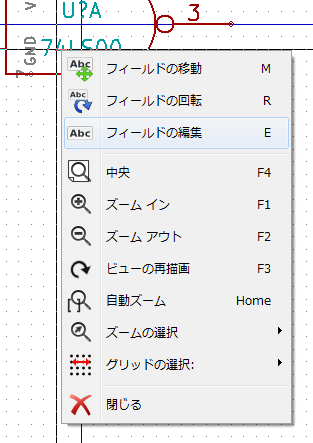 V
U?A
3
7
GND
Abc フィールドの移動 M
Abc フィールドの回転 R
Abc フィールドの編集 E
中央 F4
ズーム イン F1
ズーム アウト F2
ビューの再描画 F3
自動ズーム Home
ズームの選択
グリッドの選択:
閉じる